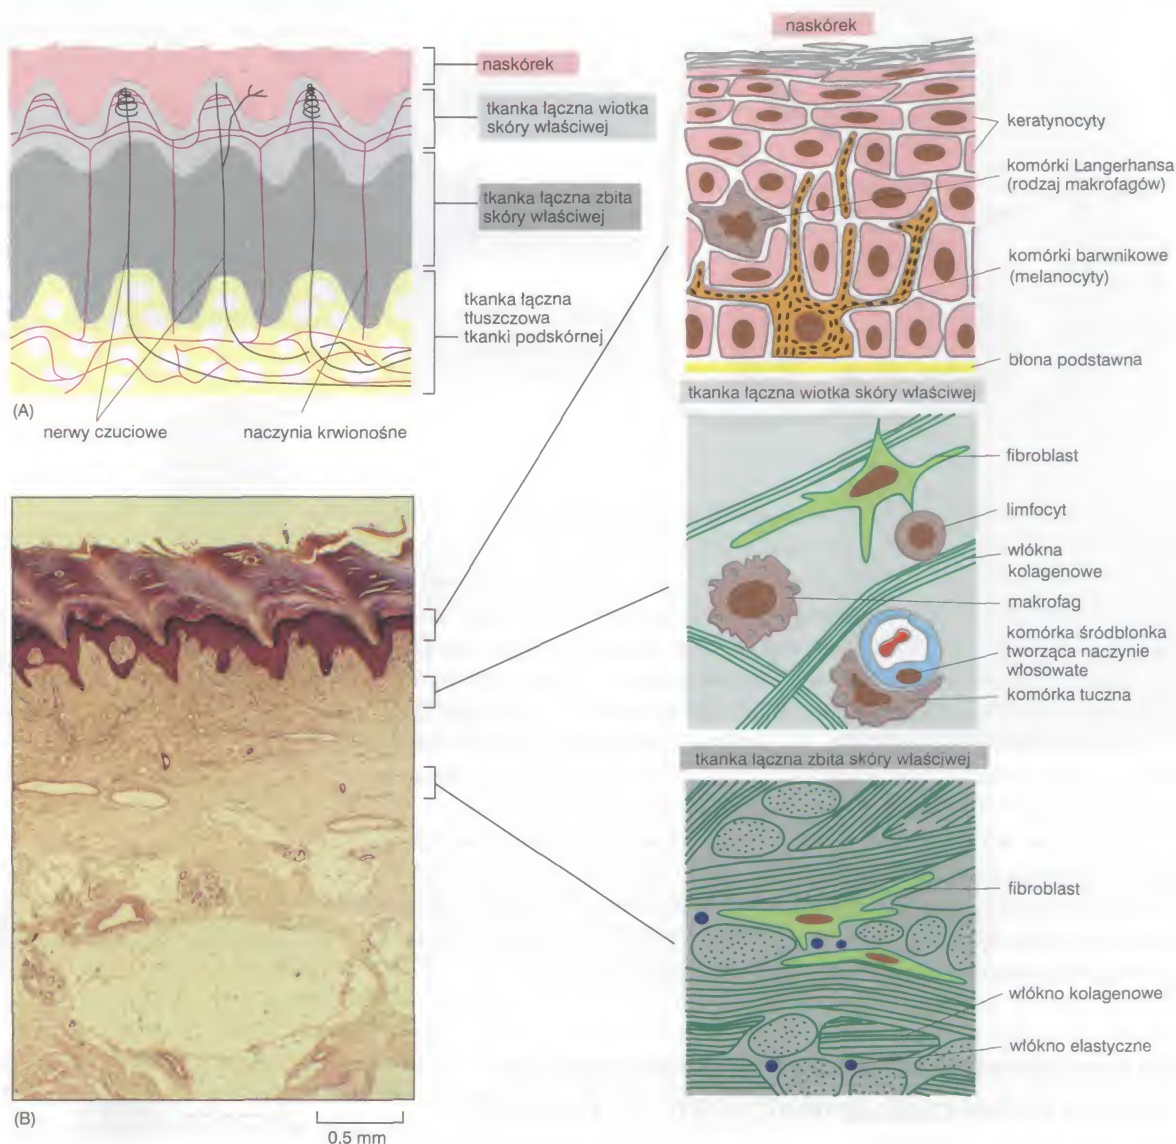 naskórek
tkanka łączna wiotka
skóry właściwej
tkanka łączna zbita
skóry właściwej
tkanka łączna
tłuszczowa
tkanki podskórnej
(A)
nerwy czuciowe
naczynia krwionośne
(B)
0,5 mm
naskórek
keratynocyty
komórki Langerhansa
(rodzaj makrofagów)
komórki barwnikowe
(melanocyty)
błona podstawna
tkanka łączna wiotka skóry właściwej
fibroblast
limfocyt
włókna
kolagenowe
makrofag
komórka śródbłonka
tworząca naczynie
włosowate
komórka tuczna
tkanka łączna zbita skóry właściwej
fibroblast
włókno kolagenowe
włókno elastyczne